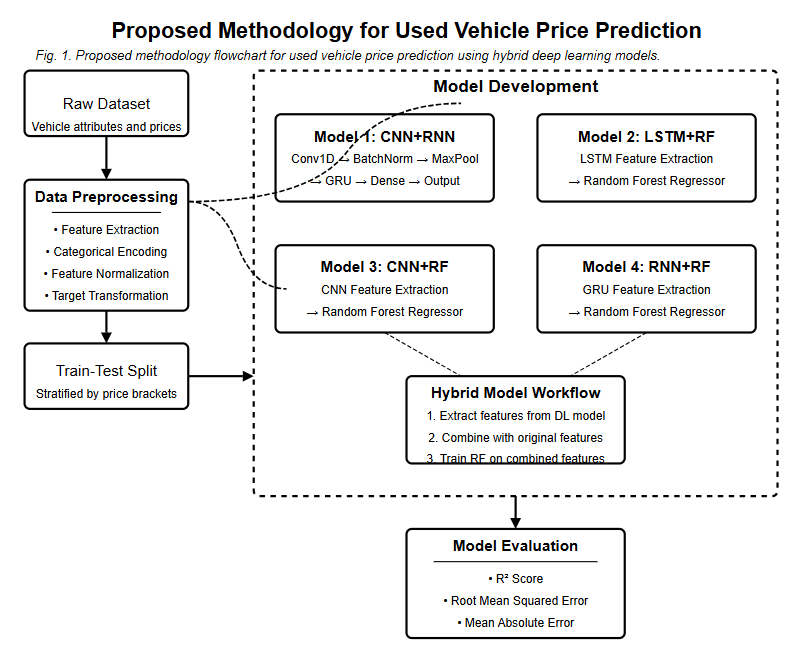 Proposed Methodology for Used Vehicle Price Prediction
Fig. 1. Proposed methodology flowchart for used vehicle price prediction using hybrid deep learning models.
Raw Dataset
Vehicle attributes and prices
Data Preprocessing
• Feature Extraction
• Categorical Encoding
• Feature Normalization
• Target Transformation
Train-Test Split
Stratified by price brackets
Model Development
Model 1: CNN+RNN
Conv1D → BatchNorm → MaxPool
→ GRU → Dense → Output
Model 2: LSTM+RF
LSTM Feature Extraction
→ Random Forest Regressor
Model 3: CNN+RF
CNN Feature Extraction
→ Random Forest Regressor
Model 4: RNN+RF
GRU Feature Extraction
→ Random Forest Regressor
Hybrid Model Workflow
1. Extract features from DL model
2. Combine with original features
3. Train RF on combined features
Model Evaluation
• R² Score
• Root Mean Squared Error
• Mean Absolute Error